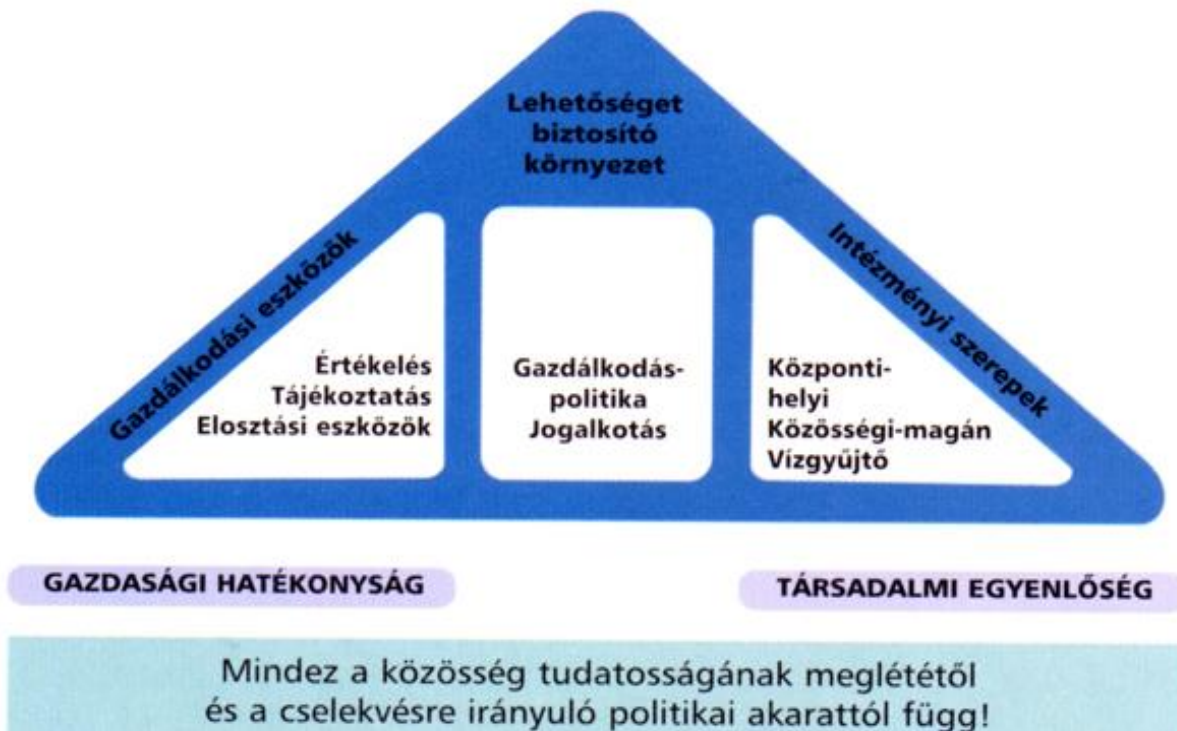 Lehetőséget
biztosító
környezet
Gazdálkodási eszközök
Intézményi szerepek
Értékelés
Tájékoztatás
Elosztási eszközök
Gazdálkodás-
politika
Jogalkotás
Központi-
helyi
Közösségi-magán
Vízgyűjtő
GAZDASÁGI HATÉKONYSÁG
TÁRSADALMI EGYENLŐSÉG
Mindez a közösség tudatosságának meglététől
és a cselekvésre irányuló politikai akarattól függ!